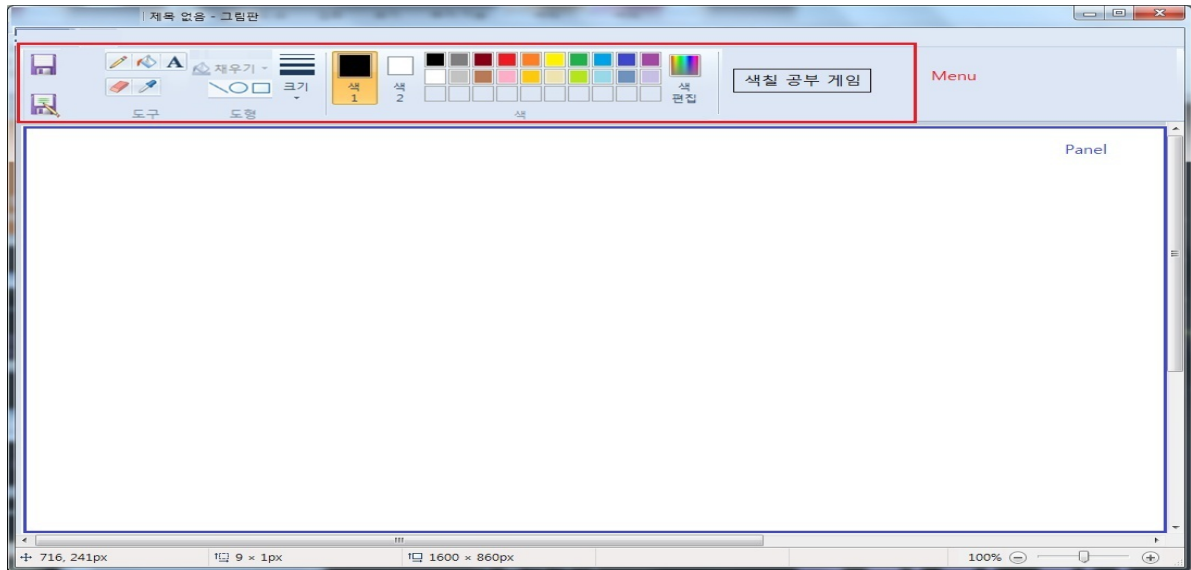 제목 없음 - 그림판
A
채우기
크기
색
1
색
2
색
편집
색칠 공부 게임
Menu
도구
도형
색
Panel
716, 241px
9 × 1px
1600 × 860px
100%